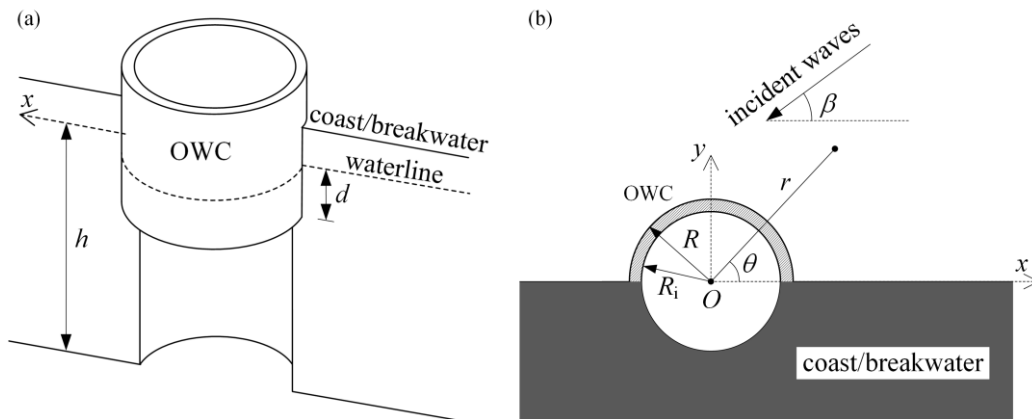 (a)
x
OWC
coast/breakwater
waterline
d
h
(b)
incident waves
β
y
OWC
r
R
θ
x
Ri
O
coast/breakwater